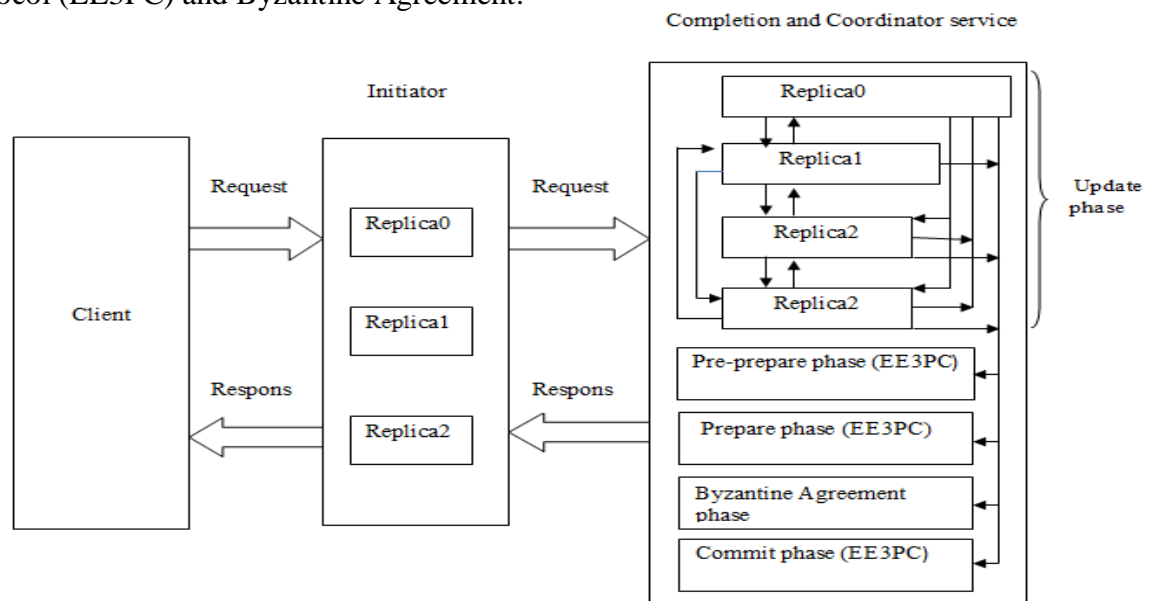 ocol (EE3PC) and Byzantine Agreement.
Completion and Coordinator service
Initiator
Client
Request
Respons
Replica0
Replica1
Replica2
Request
Respons
Replica0
Replica1
Replica2
Replica2
Update
phase
Pre-prepare phase (EE3PC)
Prepare phase (EE3PC)
Byzantine Agreement
phase
Commit phase (EE3PC)